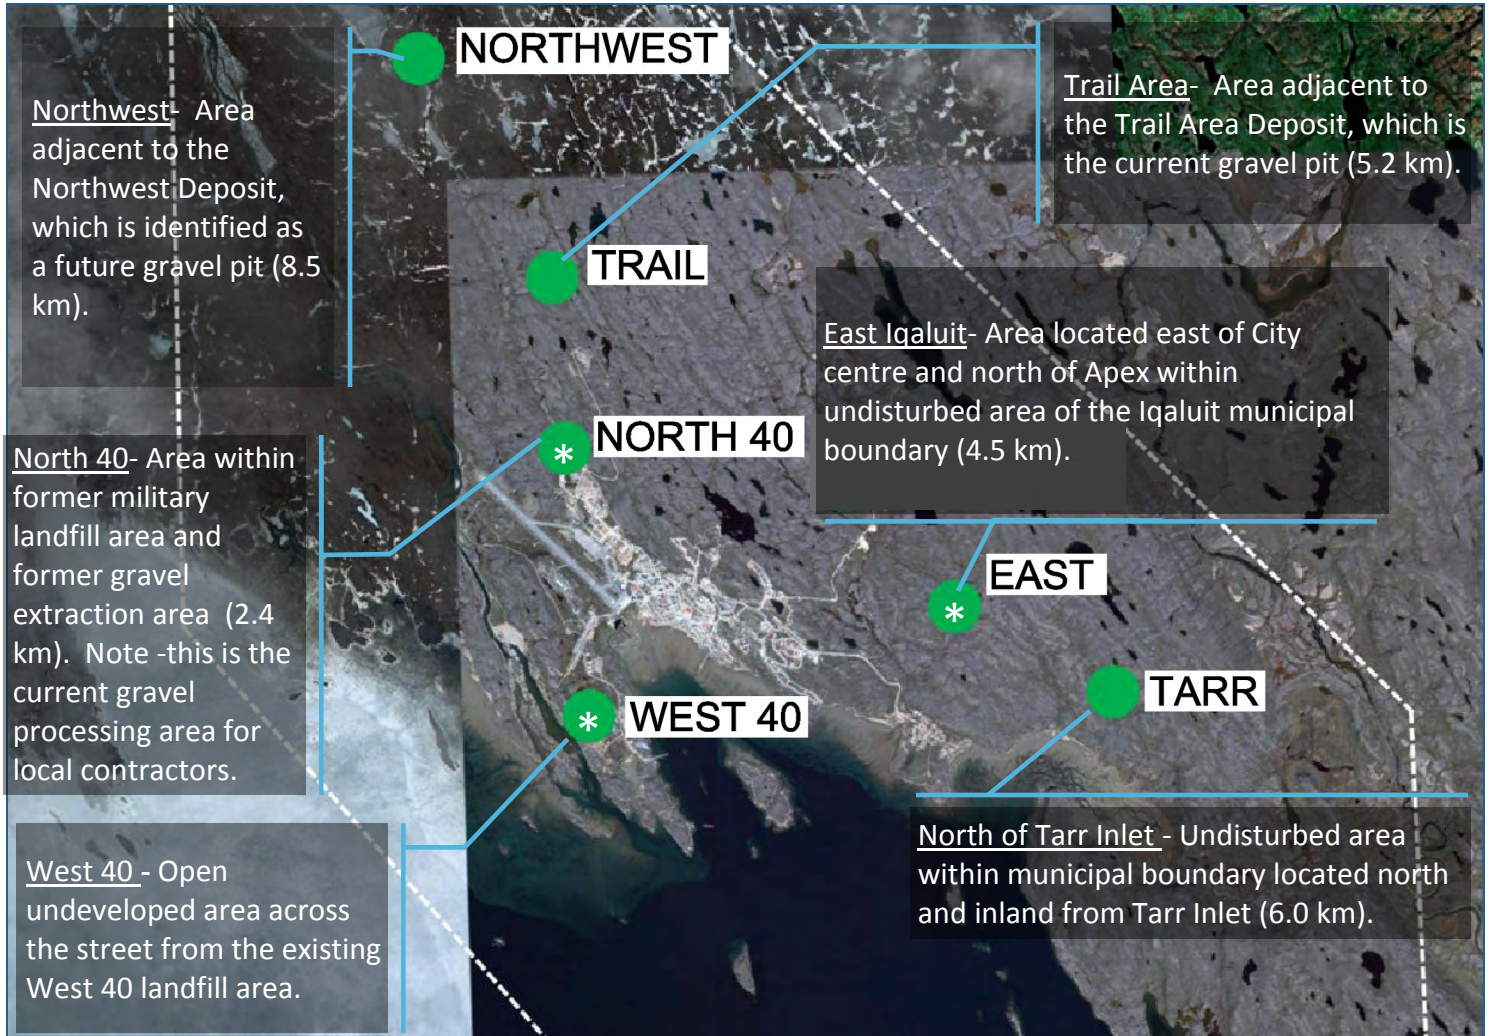 NORTHWEST
Northwest-  Area
adjacent to the
Northwest Deposit,
which is identified as
a future gravel pit (8.5
km).
Trail Area-  Area adjacent to
the Trail Area Deposit, which is
the current gravel pit (5.2 km).
TRAIL
East Iqaluit- Area located east of City
centre and north of Apex within
undisturbed area of the Iqaluit municipal
boundary (4.5 km).
NORTH 40
*
North 40- Area within
former military
landfill area and
former gravel
extraction area  (2.4
km).  Note -this is the
current gravel
processing area for
local contractors.
EAST
*
TARR
WEST 40
*
North of Tarr Inlet - Undisturbed area
within municipal boundary located north
and inland from Tarr Inlet (6.0 km).
West 40 - Open
undeveloped area across
the street from the existing
West 40 landfill area.